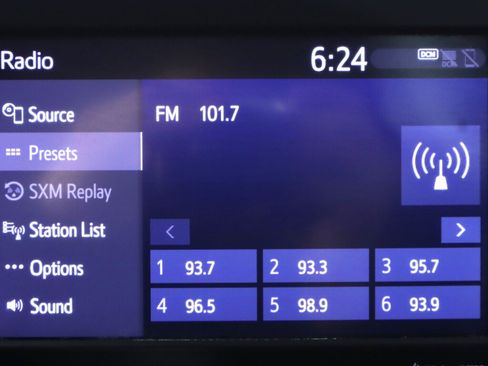 Radio 6:24 DCM DCM
Source
FM 101.7
Presets
SXM Replay
Station List
1 93.7 2 93.3 3 95.7
Options
4 96.5 5 98.9 6 93.9
Sound